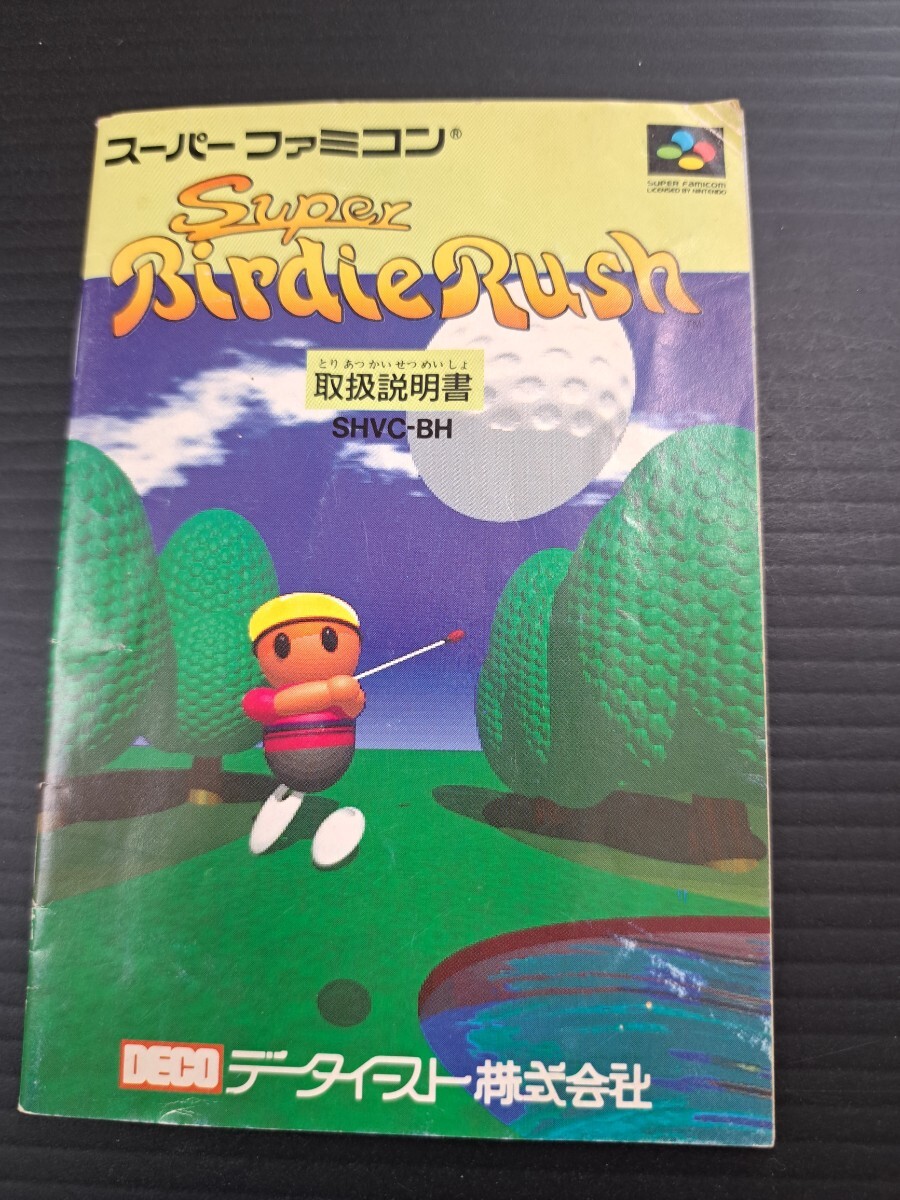 スーパーファミコン®
SUPER FAMICOM
LICENSED BY NINTENDO
Super
Birdie Rush
TM
とりあつかいせつめいしょ
取扱説明書
SHVC-BH
DECO データイースト株式会社